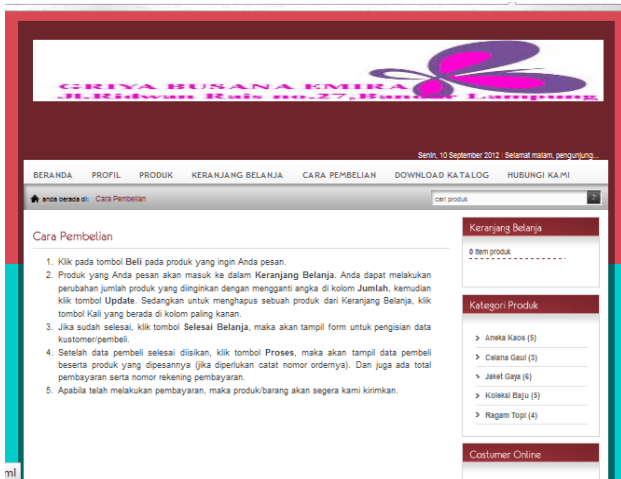 GRIYA BUSANA EMIRA
Jl.Ridwan Rais no.27, Bandar Lampung
Senin, 10 September 2012 | Selamat malam, pengunjung...
BERANDA PROFIL PRODUK KERANJANG BELANJA CARA PEMBELIAN DOWNLOAD KATALOG HUBUNGI KAMI
anda berada di: Cara Pembelian
cari produk
Cara Pembelian
1. Klik pada tombol Beli pada produk yang ingin Anda pesan.
2. Produk yang Anda pesan akan masuk ke dalam Keranjang Belanja. Anda dapat melakukan
perubahan jumlah produk yang diinginkan dengan mengganti angka di kolom Jumlah, kemudian
klik tombol Update. Sedangkan untuk menghapus sebuah produk dari Keranjang Belanja, klik
tombol Kali yang berada di kolom paling kanan.
3. Jika sudah selesai, klik tombol Selesai Belanja, maka akan tampil form untuk pengisian data
kustomer/pembeli.
4. Setelah data pembeli selesai diisikan, klik tombol Proses, maka akan tampil data pembeli
beserta produk yang dipesannya (jika diperlukan catat nomor ordernya). Dan juga ada total
pembayaran serta nomor rekening pembayaran.
5. Apabila telah melakukan pembayaran, maka produk/barang akan segera kami kirimkan.
Keranjang Belanja
0 item produk
Kategori Produk
Aneka Kaos (5)
Celana Gaul (3)
Jaket Gaya (6)
Koleksi Baju (5)
Ragam Topi (4)
Costumer Online
ml